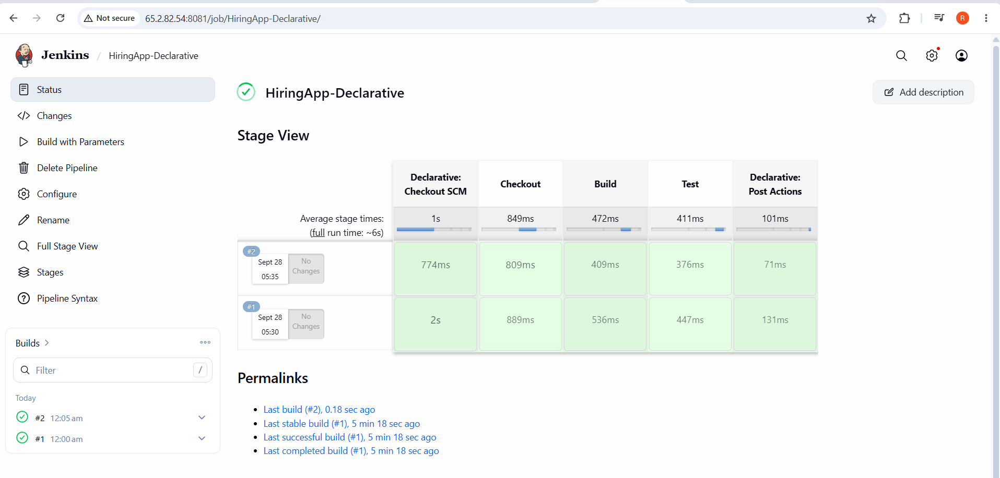 Not secure
65.2.82.54:8081/job/HiringApp-Declarative/
R
Jenkins / HiringApp-Declarative
Status
Changes
Build with Parameters
Delete Pipeline
Configure
Rename
Full Stage View
Stages
Pipeline Syntax
Builds
Filter /
Today
#2 12:05 am
#1 12:00 am
HiringApp-Declarative
Add description
Stage View
Declarative: Checkout SCM
Checkout
Build
Test
Declarative: Post Actions
Average stage times:
(full run time: ~6s)
1s 849ms 472ms 411ms 101ms
#2
Sept 28
05:35
No Changes
774ms 809ms 409ms 376ms 71ms
#1
Sept 28
05:30
No Changes
2s 889ms 536ms 447ms 131ms
Permalinks
Last build (#2), 0.18 sec ago
Last stable build (#1), 5 min 18 sec ago
Last successful build (#1), 5 min 18 sec ago
Last completed build (#1), 5 min 18 sec ago